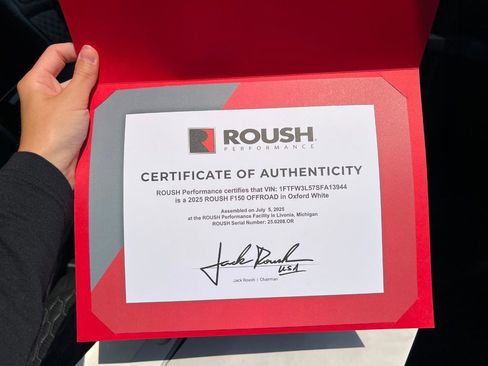 ROUSH
PERFORMANCE
CERTIFICATE OF AUTHENTICITY
ROUSH Performance certifies that VIN: 1FTFW3L57SFA13944
is a 2025 ROUSH F150 OFFROAD in Oxford White
Assembled on July 5, 2025
at the ROUSH Performance Facility in Livonia, Michigan
ROUSH Serial Number: 25.0208.OR
Jack Roush
USA
Jack Roush | Chairman